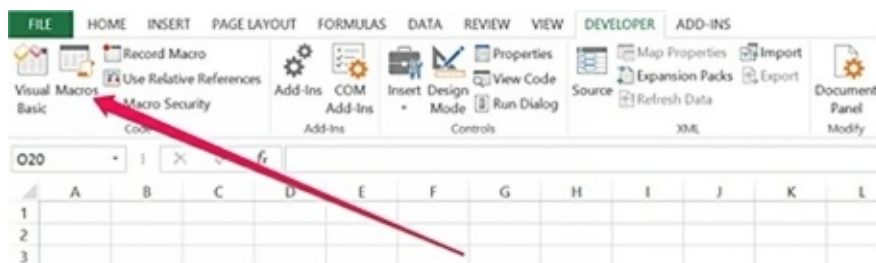 FILE HOME INSERT PAGE LAYOUT FORMULAS DATA REVIEW VIEW DEVELOPER ADD-INS
Visual Basic
Macros
Record Macro
Use Relative References
Macro Security
Code
Add-Ins
COM Add-Ins
Add-Ins
Insert
Design Mode
Properties
View Code
Run Dialog
Controls
Source
Map Properties
Expansion Packs
Refresh Data
Import
Export
XML
Document
Panel
Modify
O20
fx
A B C D E F G H I J K L
1
2
3